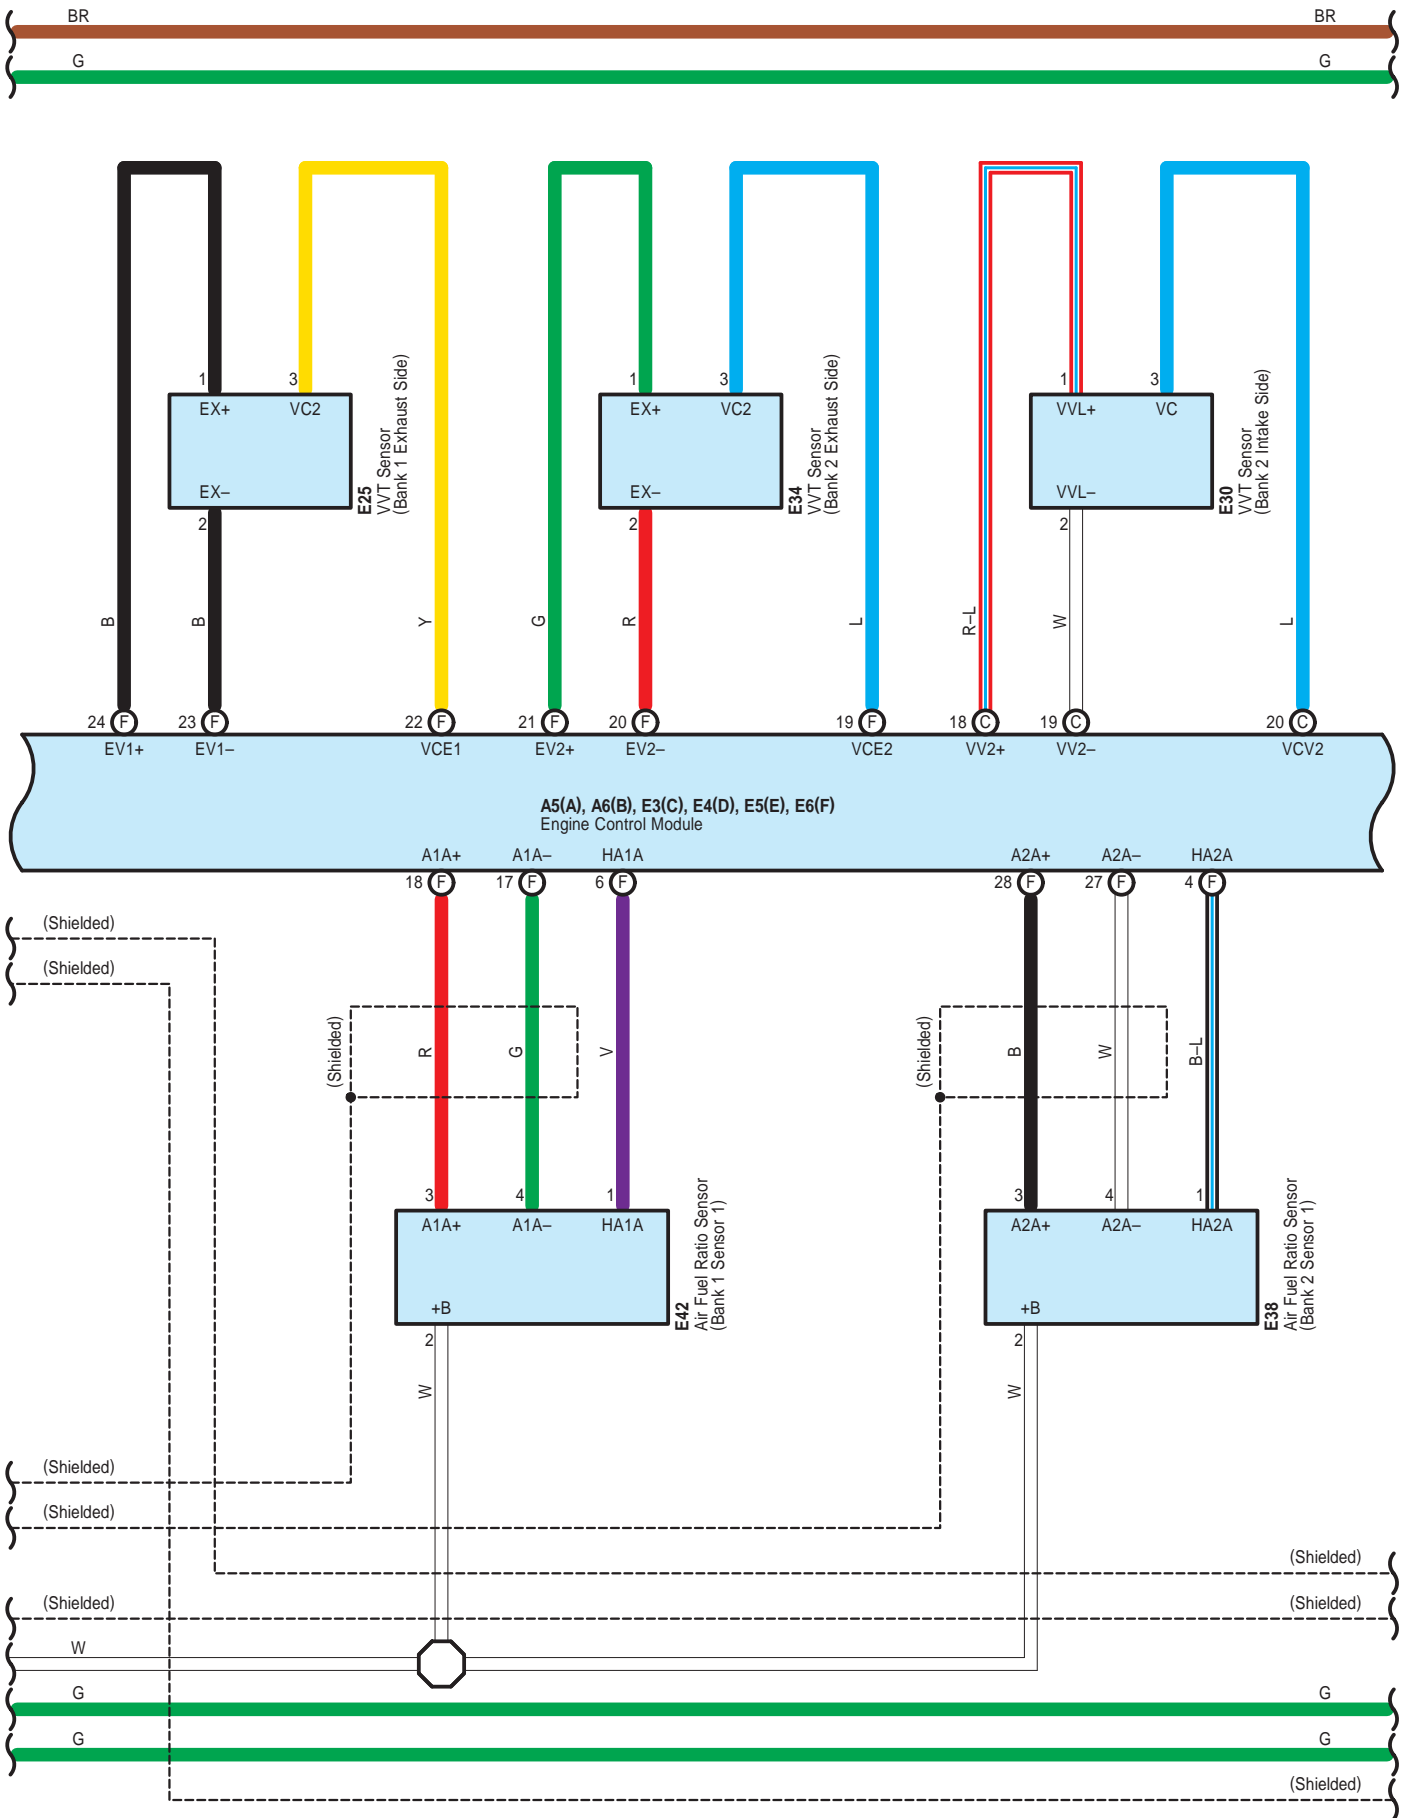 BR BR
G G
1 3 1 3 1 3
EX+ VC2 EX+ VC2 VVL+ VC
EX– EX– VVL–
2 2 2
E25
VVT Sensor
(Bank 1 Exhaust Side)
E34
VVT Sensor
(Bank 2 Exhaust Side)
E30
VVT Sensor
(Bank 2 Intake Side)
B B Y G R L R–L W L
24 F 23 F 22 F 21 F 20 F 19 F 18 C 19 C 20 C
EV1+ EV1– VCE1 EV2+ EV2– VCE2 VV2+ VV2– VCV2
A5(A), A6(B), E3(C), E4(D), E5(E), E6(F)
Engine Control Module
A1A+ A1A– HA1A A2A+ A2A– HA2A
18 F 17 F 6 F 28 F 27 F 4 F
(Shielded)
(Shielded)
(Shielded) R G V (Shielded) B W B–L
3 4 1 3 4 1
A1A+ A1A– HA1A A2A+ A2A– HA2A
+B +B
2 2
E42
Air Fuel Ratio Sensor
(Bank 1 Sensor 1)
E38
Air Fuel Ratio Sensor
(Bank 2 Sensor 1)
W W
(Shielded)
(Shielded)
(Shielded)
(Shielded) (Shielded)
W
G G
G G
(Shielded)